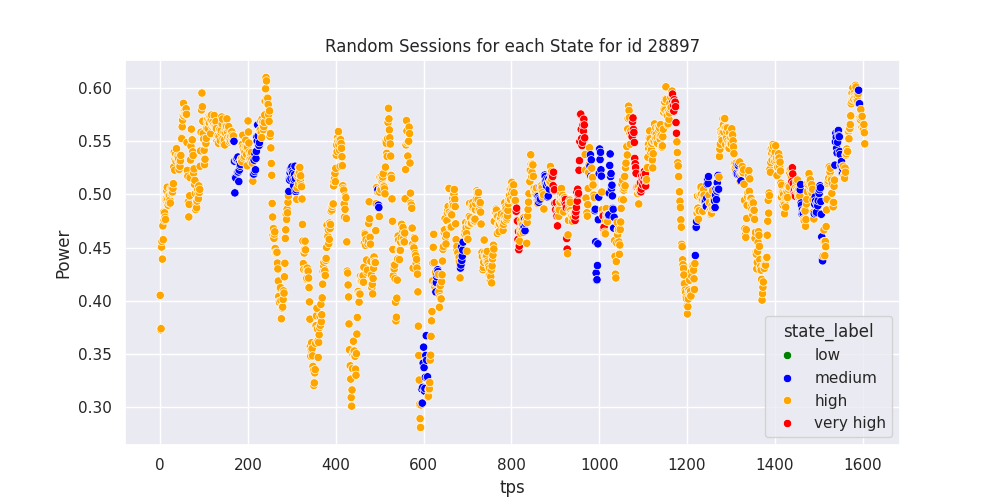 Random Sessions for each State for id 28897
Power
0.60
0.55
0.50
0.45
0.40
0.35
0.30
state_label
low
medium
high
very high
0 200 400 600 800 1000 1200 1400 1600
tps